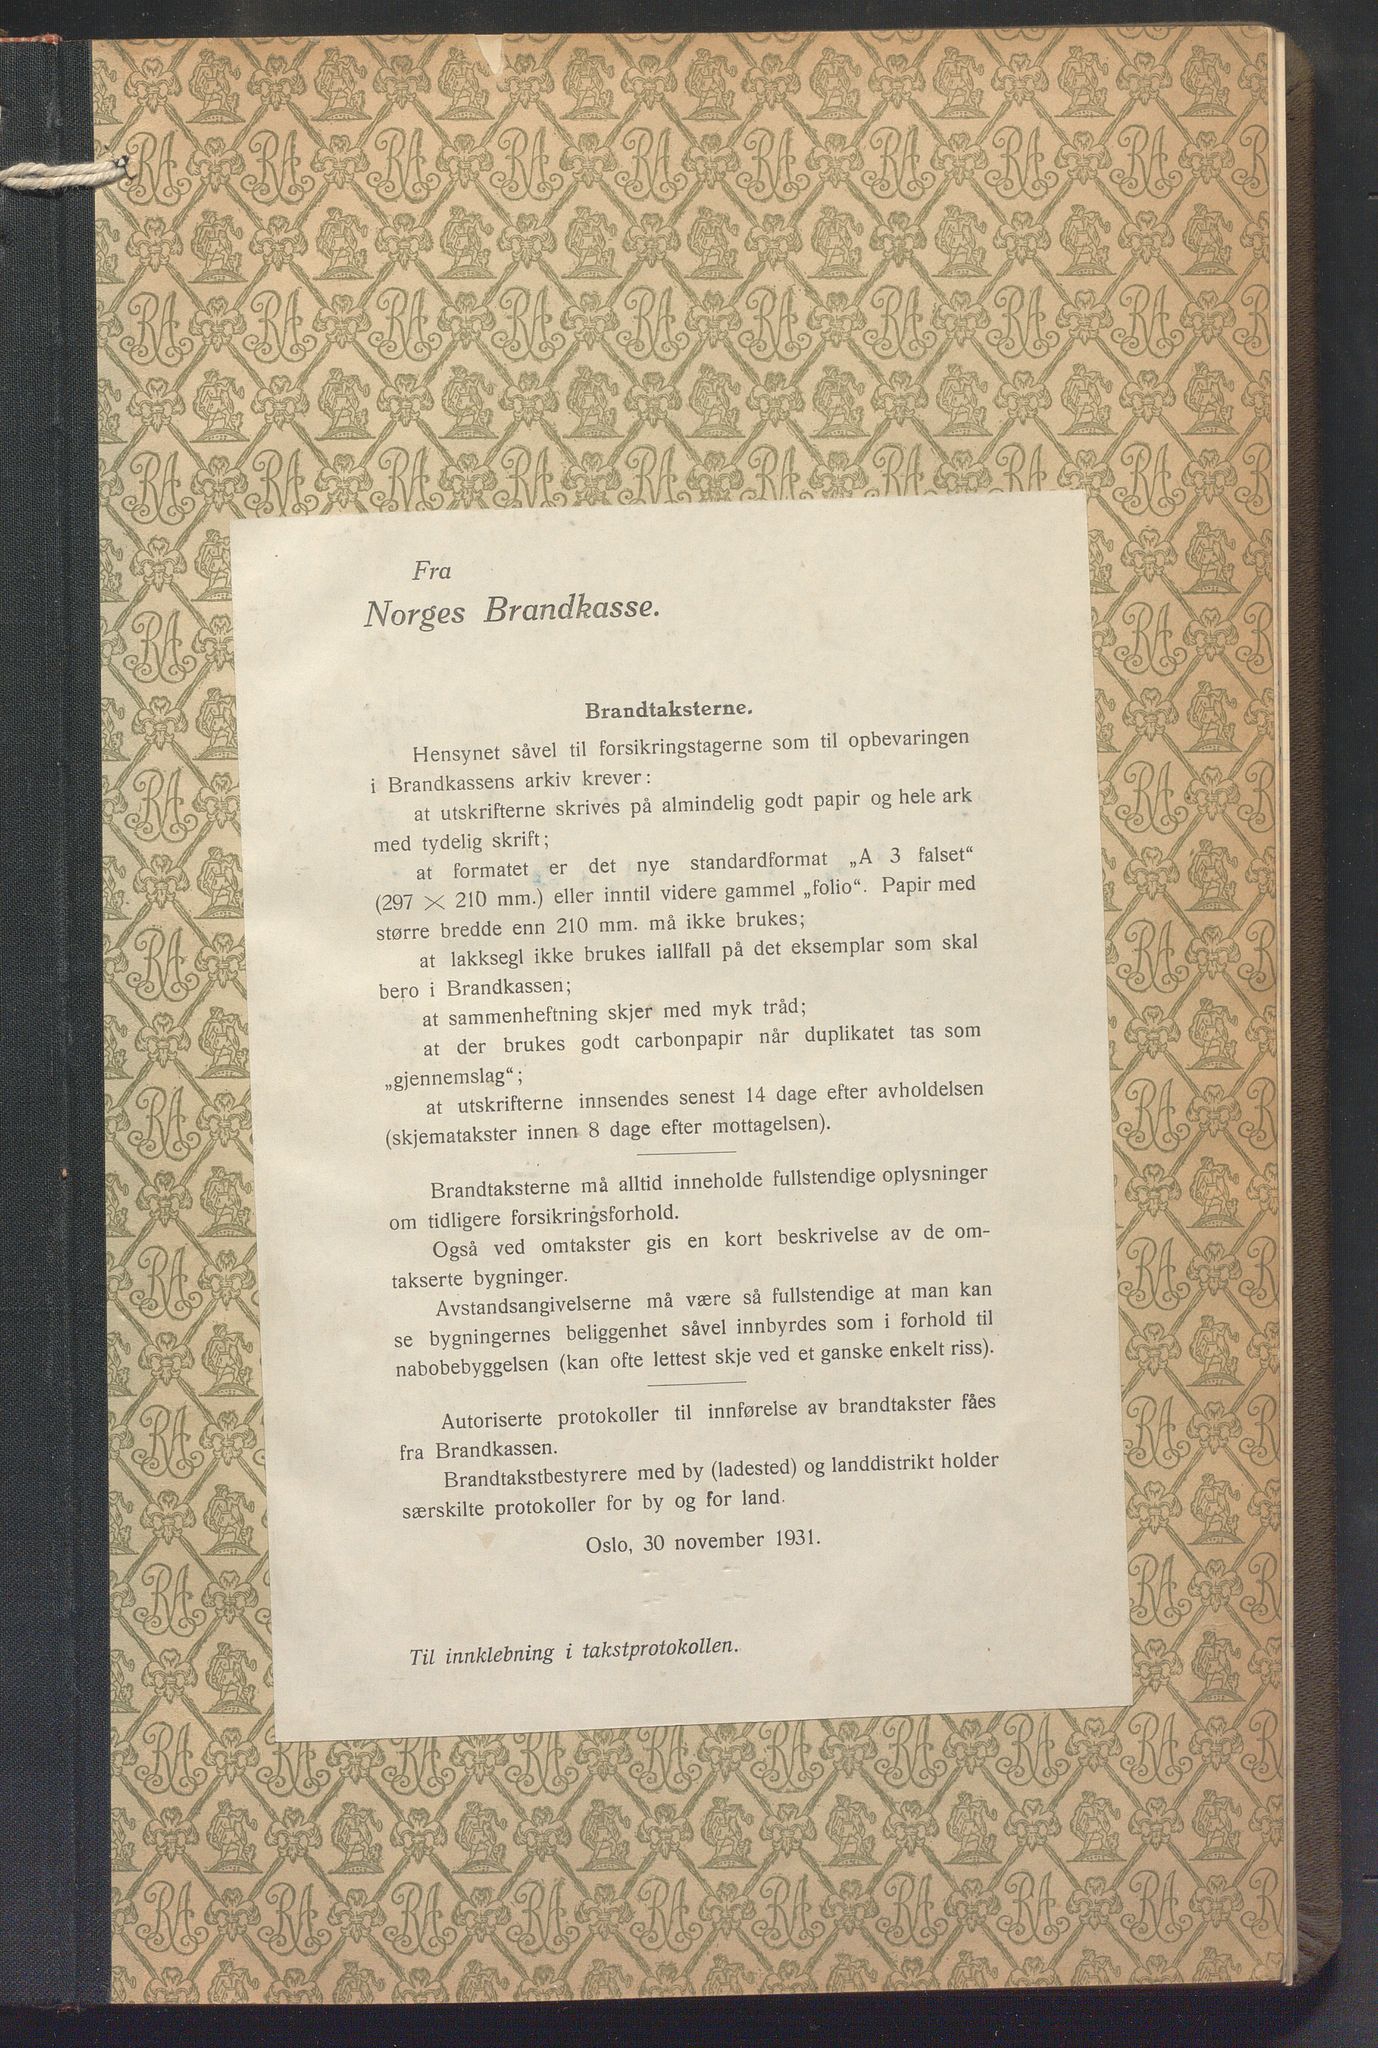 Fra
Norges Brandkasse.
Brandtaksterne.
Hensynet såvel til forsikringstagerne som til opbevaringen
i Brandkassens arkiv krever:
at utskrifterne skrives på almindelig godt papir og hele ark
med tydelig skrift;
at formatet er det nye standardformat „A 3 falset“
(297 × 210 mm.) eller inntil videre gammel „folio“. Papir med
større bredde enn 210 mm. må ikke brukes;
at lakksegl ikke brukes iallfall på det eksemplar som skal
bero i Brandkassen;
at sammenheftning skjer med myk tråd;
at der brukes godt carbonpapir når duplikatet tas som
„gjennemslag“;
at utskrifterne innsendes senest 14 dage efter avholdelsen
(skjematakster innen 8 dage efter mottagelsen).
Brandtaksterne må alltid inneholde fullstendige oplysninger
om tidligere forsikringsforhold.
Også ved omtakster gis en kort beskrivelse av de om-
takserte bygninger.
Avstandsangivelserne må være så fullstendige at man kan
se bygningernes beliggenhet såvel innbyrdes som i forhold til
nabobebyggelsen (kan ofte lettest skje ved et ganske enkelt riss).
Autoriserte protokoller til innførelse av brandtakster fåes
fra Brandkassen.
Brandtakstbestyrere med by (ladested) og landdistrikt holder
særskilte protokoller for by og for land.
Oslo, 30 november 1931.
Til innklebning i takstprotokollen.